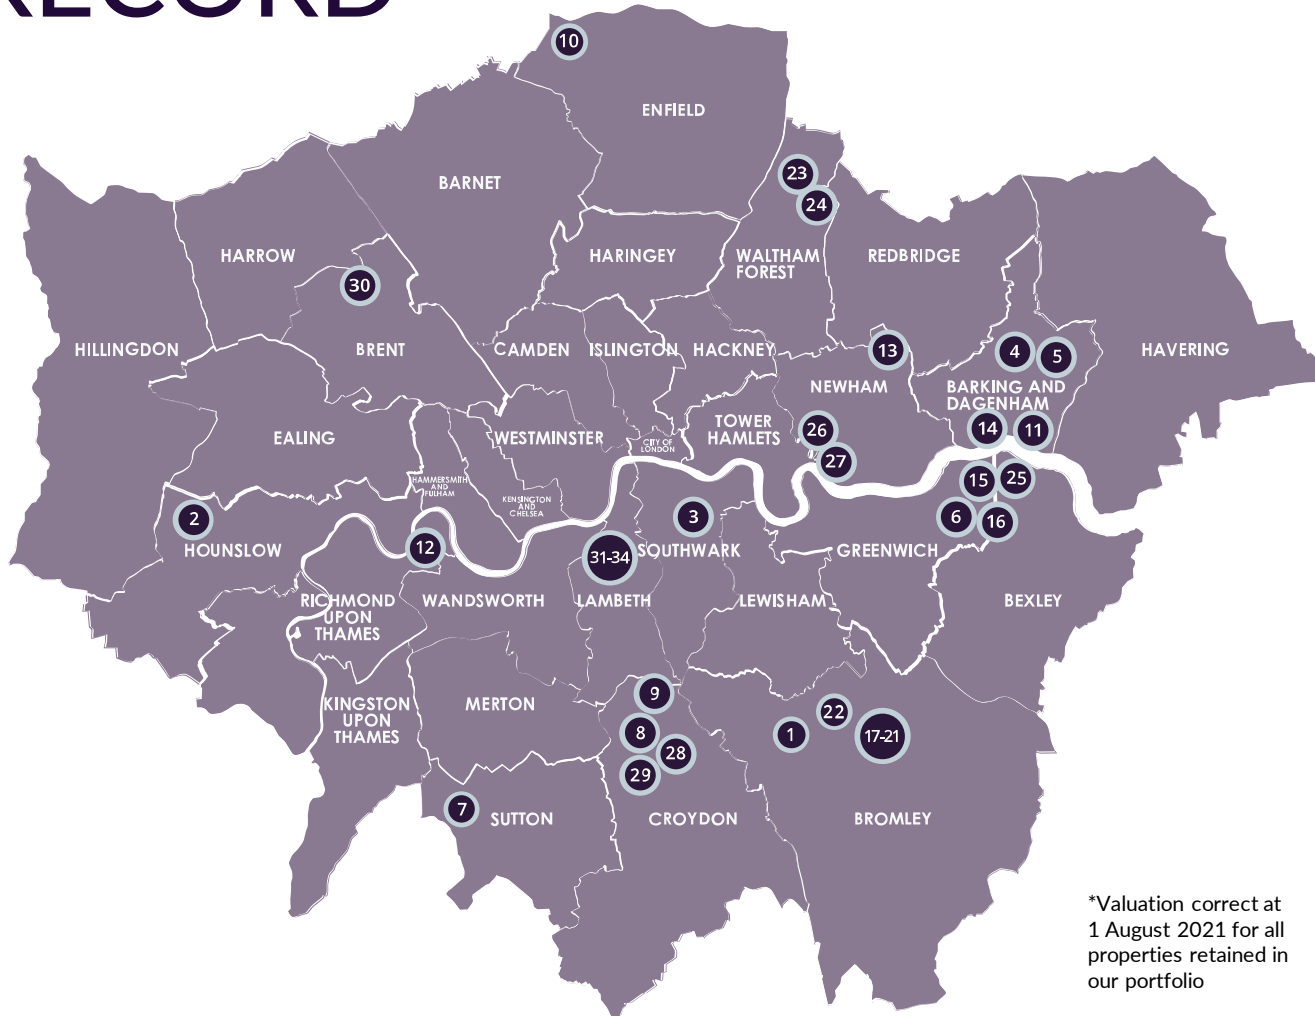 RECORD
10
ENFIELD
23
BARNET
24
HARROW
HARINGEY
WALTHAM
FOREST
REDBRIDGE
30
HILLINGDON
BRENT
CAMDEN
ISLINGTON
HACKNEY
13
4
5
HAVERING
NEWHAM
BARKING AND
DAGENHAM
EALING
WESTMINSTER
CITY OF
LONDON
TOWER
HAMLETS
26
14
11
27
HAMMERSMITH
AND
FULHAM
KENSINGTON
AND
CHELSEA
15
25
2
HOUNSLOW
12
3
SOUTHWARK
6
16
GREENWICH
31-34
RICHMOND
UPON
THAMES
WANDSWORTH
LAMBETH
LEWISHAM
BEXLEY
KINGSTON
UPON
THAMES
MERTON
9
8
28
29
1
22
17-21
7
SUTTON
CROYDON
BROMLEY
*Valuation correct at
1 August 2021 for all
properties retained in
our portfolio